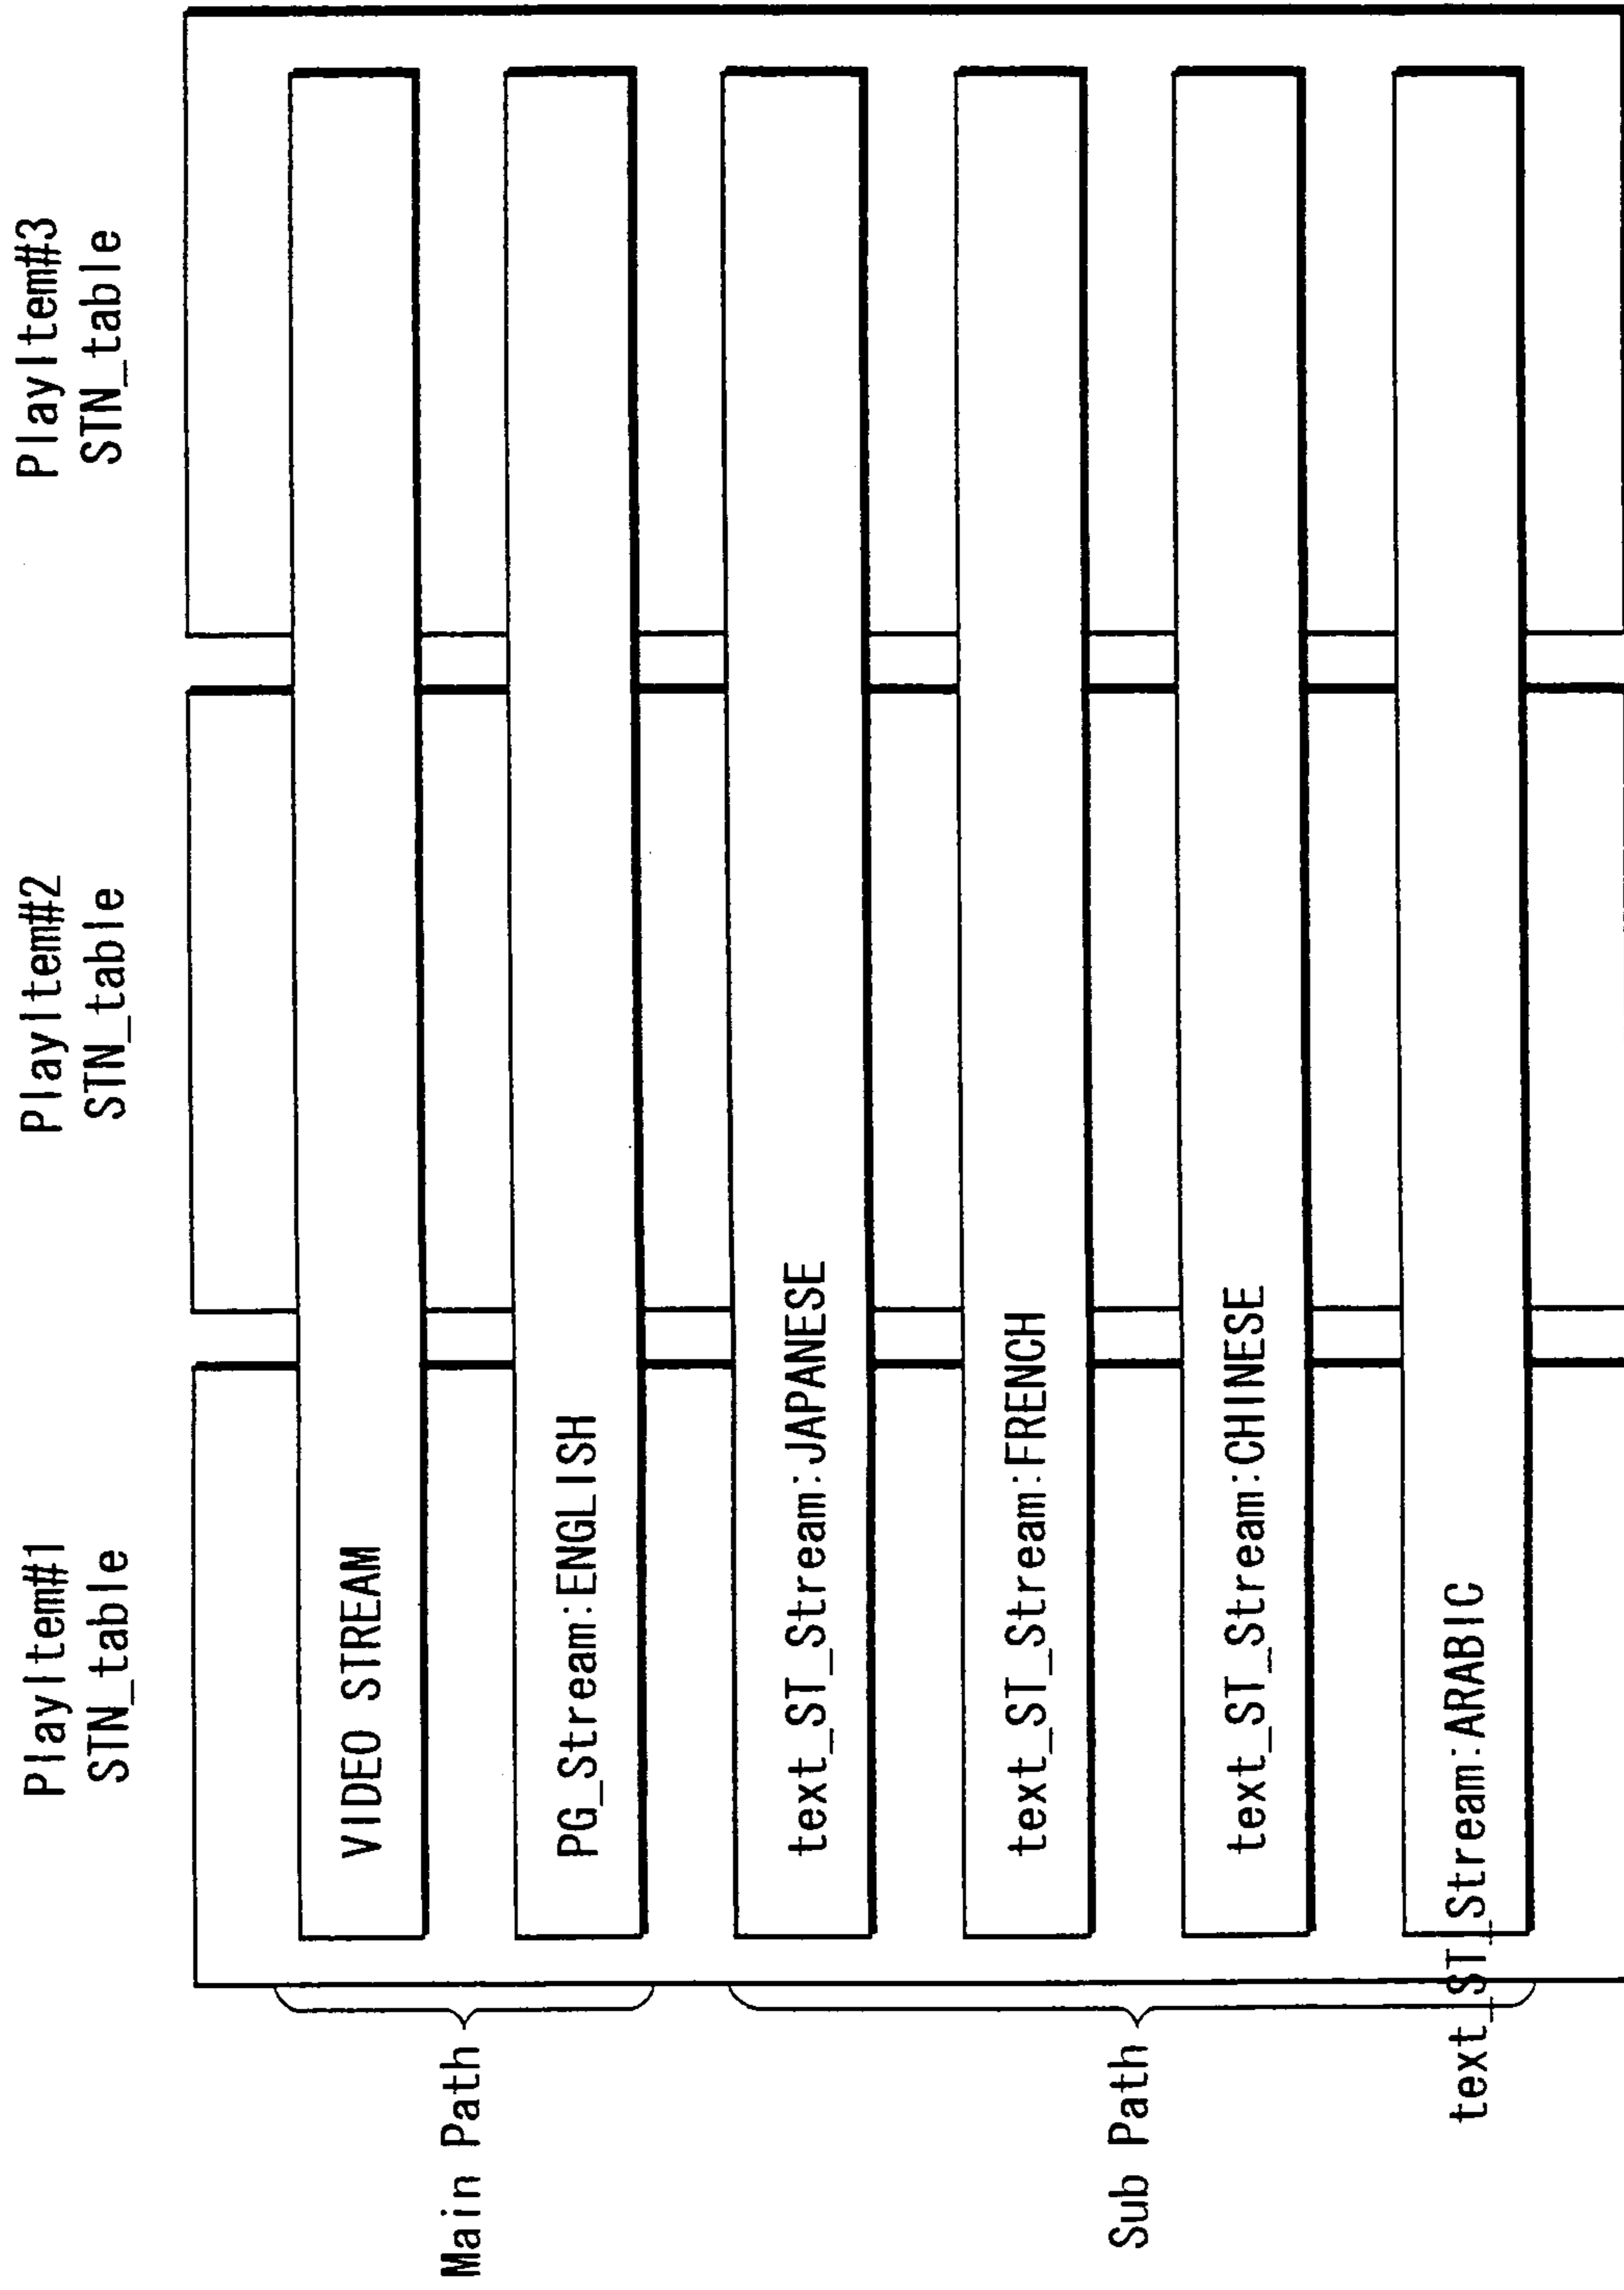 PlayItem#1
STN_table
PlayItem#2
STN_table
PlayItem#3
STN_table
Main Path
VIDEO STREAM
PG_Stream:ENGLISH
Sub Path
text_ST_Stream:JAPANESE
text_ST_Stream:FRENCH
text_ST_Stream:CHINESE
text_ST_Stream:ARABIC